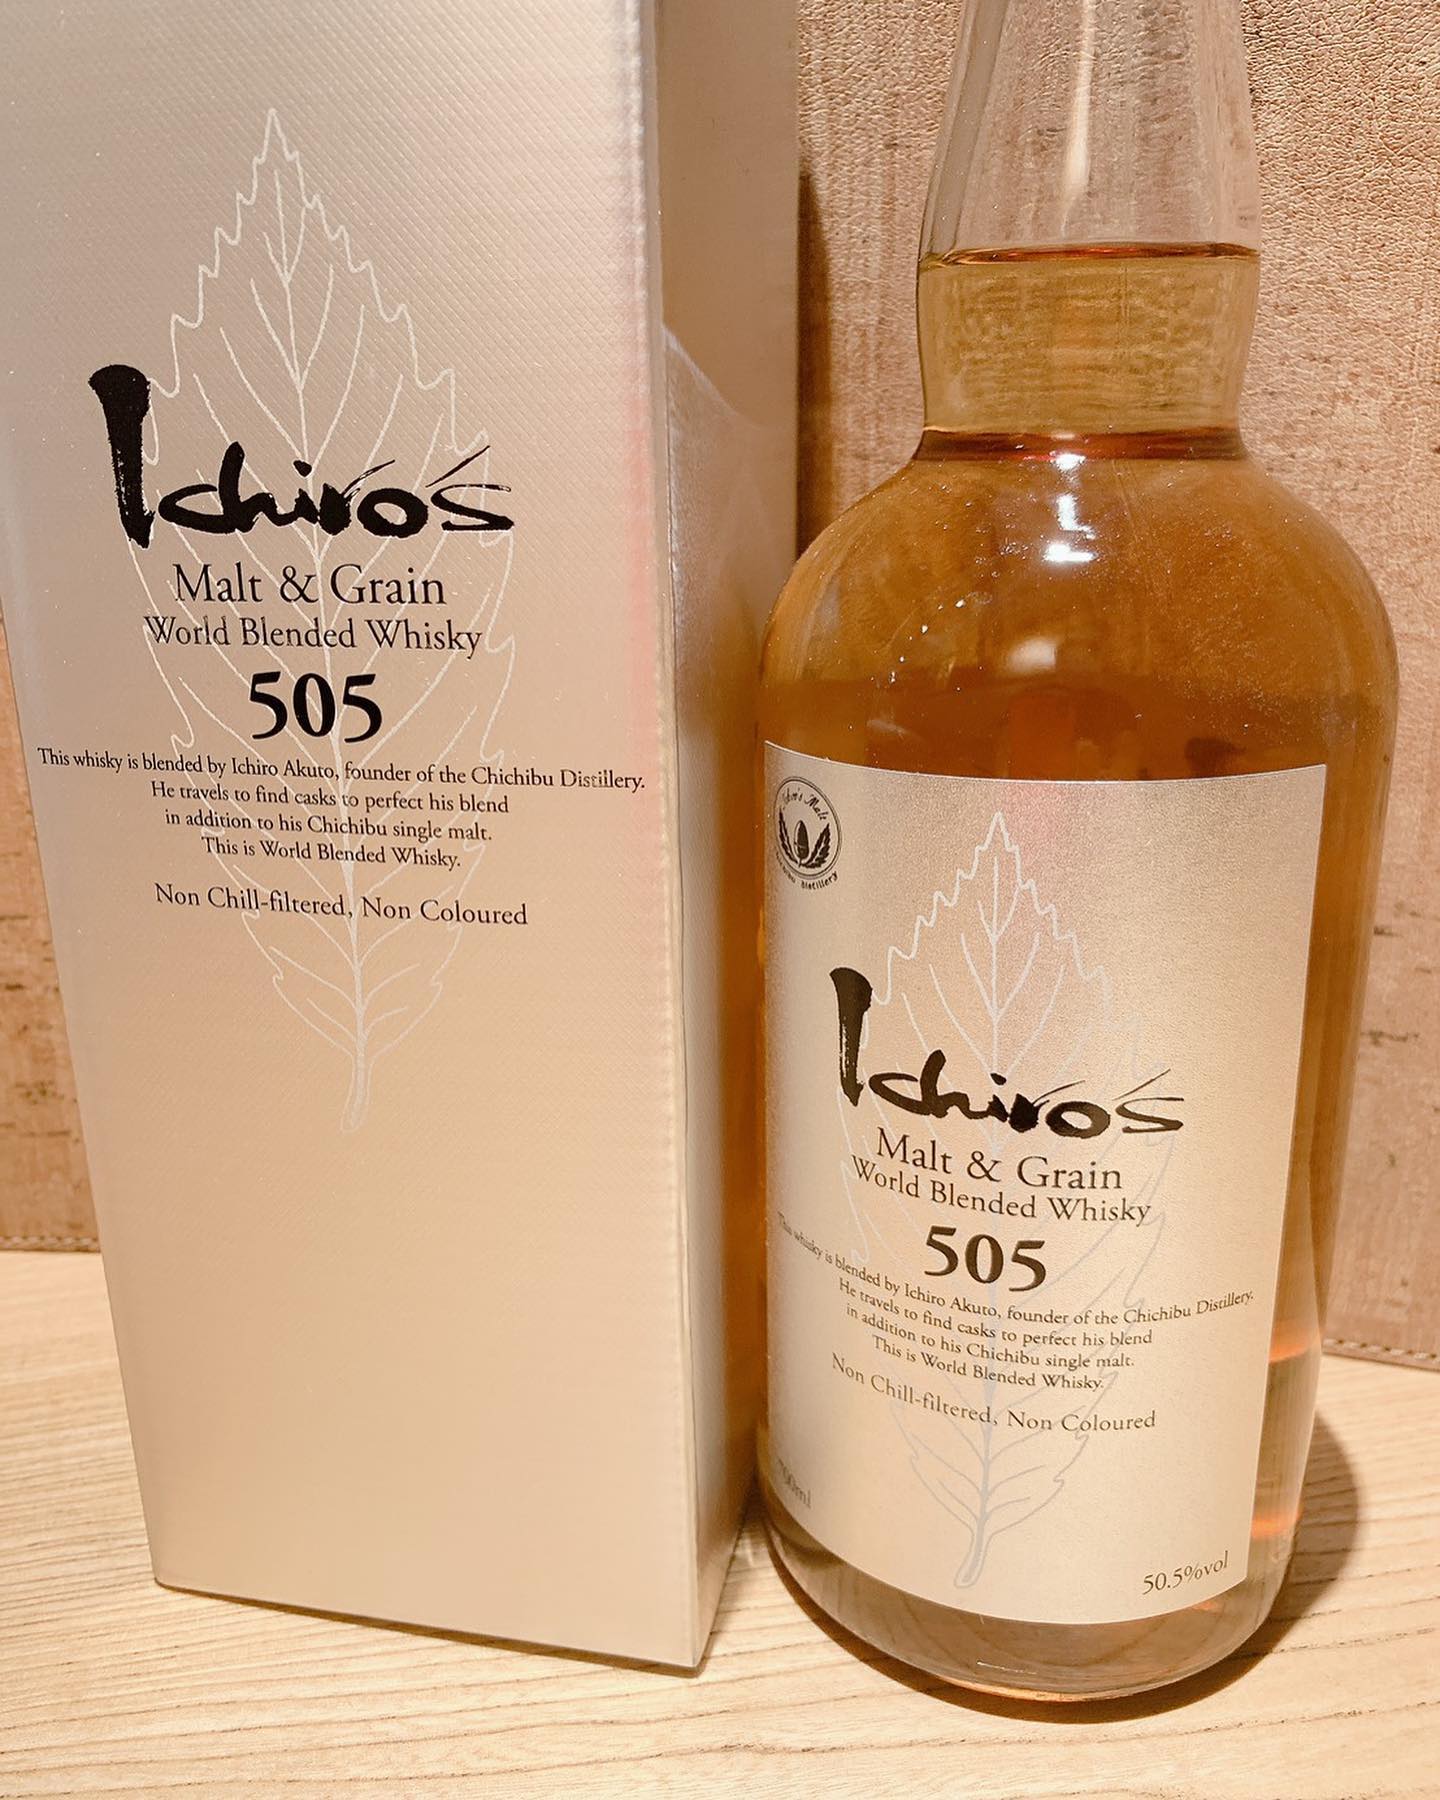 Ichiro's
Malt & Grain
World Blended Whisky
505
This whisky is blended by Ichiro Akuto, founder of the Chichibu Distillery.
He travels to find casks to perfect his blend
in addition to his Chichibu single malt.
This is World Blended Whisky.
Non Chill-filtered, Non Coloured
Ichiro's Malt
Distillery
Ichiro's
Malt & Grain
World Blended Whisky
505
This whisky is blended by Ichiro Akuto, founder of the Chichibu Distillery.
He travels to find casks to perfect his blend
in addition to his Chichibu single malt.
This is World Blended Whisky.
Non Chill-filtered, Non Coloured
50.5%vol